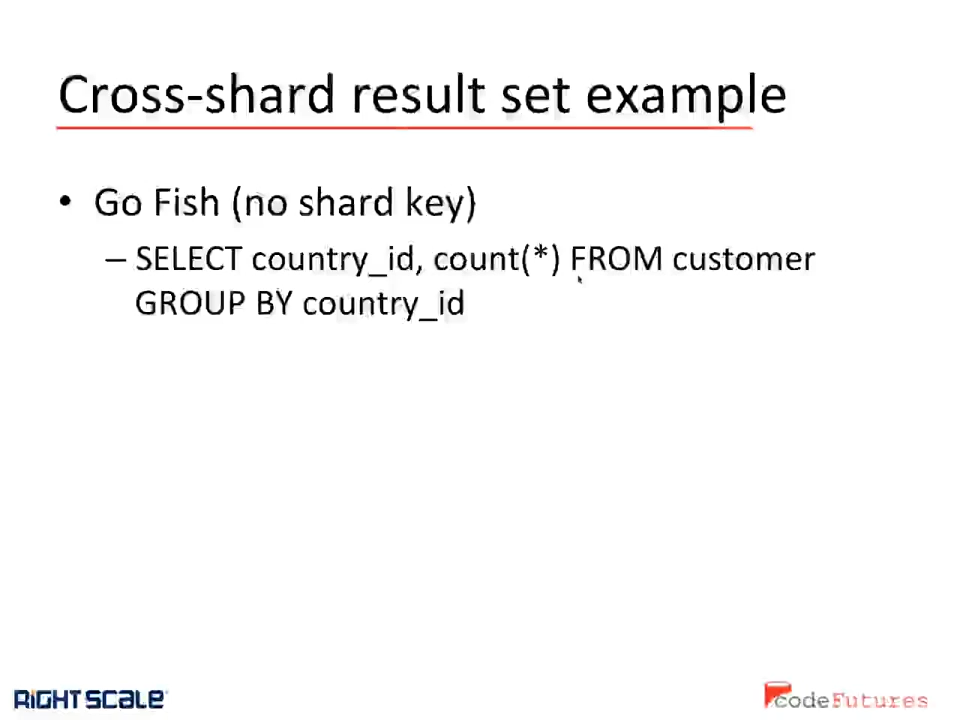 Cross-shard result set example
• Go Fish (no shard key)
– SELECT country_id, count(*) FROM customer
GROUP BY country_id
RIGHTSCALE
codeFutures